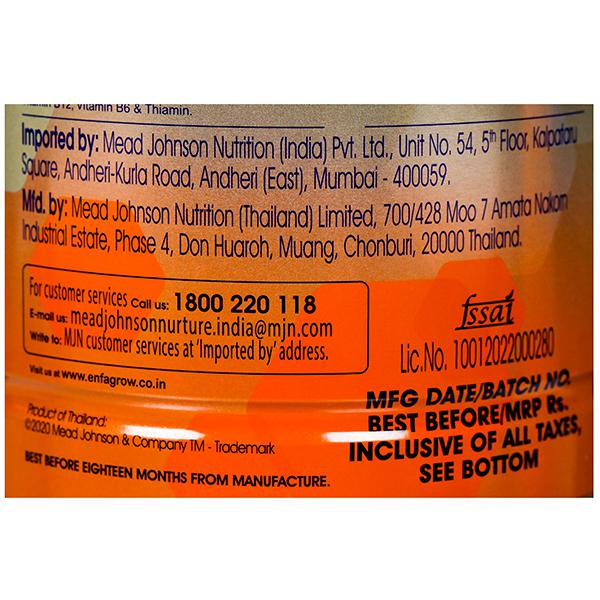 Vitamin B6 & Thiamin.
Imported by: Mead Johnson Nutrition (India) Pvt. Ltd., Unit No. 54, 5th Floor, Kalpataru
Square, Andheri-Kurla Road, Andheri (East), Mumbai - 400059.
Mfd. by: Mead Johnson Nutrition (Thailand) Limited, 700/428 Moo 7 Amata Nakorn
Industrial Estate, Phase 4, Don Huaroh, Muang, Chonburi, 20000 Thailand.
For customer services Call us: 1800 220 118
E-mail us: meadjohnsonnurture.india@mjn.com
Write to: MJN customer services at 'Imported by' address.
Visit us at www.enfagrow.co.in
fssai
Lic.No. 10012022000280
Product of Thailand:
©2020 Mead Johnson & Company TM - Trademark
BEST BEFORE EIGHTEEN MONTHS FROM MANUFACTURE.
MFG DATE/BATCH NO.
BEST BEFORE/MRP Rs.
INCLUSIVE OF ALL TAXES,
SEE BOTTOM